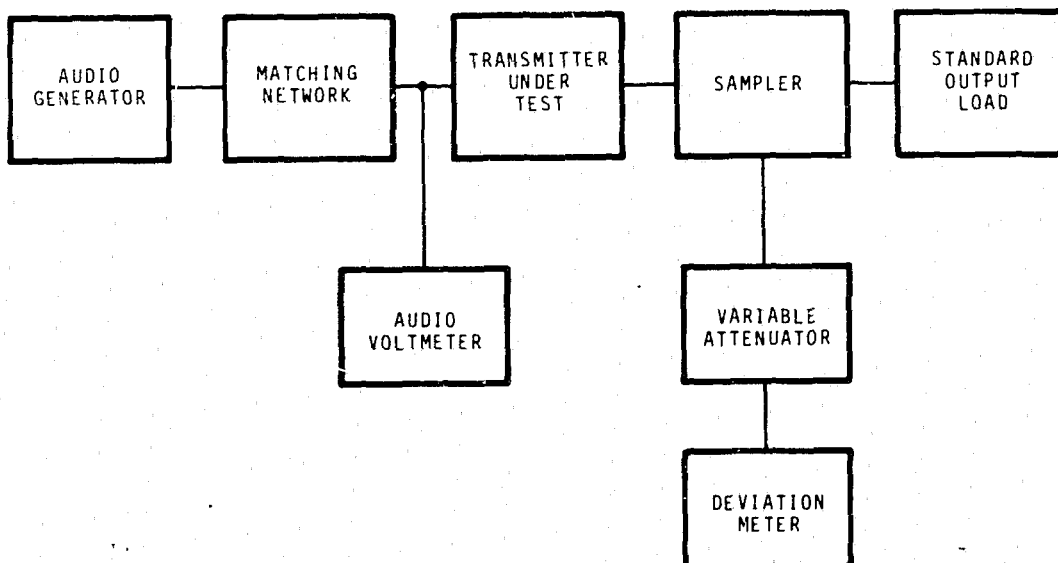 AUDIO
GENERATOR
MATCHING
NETWORK
TRANSMITTER
UNDER
TEST
SAMPLER
STANDARD
OUTPUT
LOAD
AUDIO
VOLTMETER
VARIABLE
ATTENUATOR
DEVIATION
METER